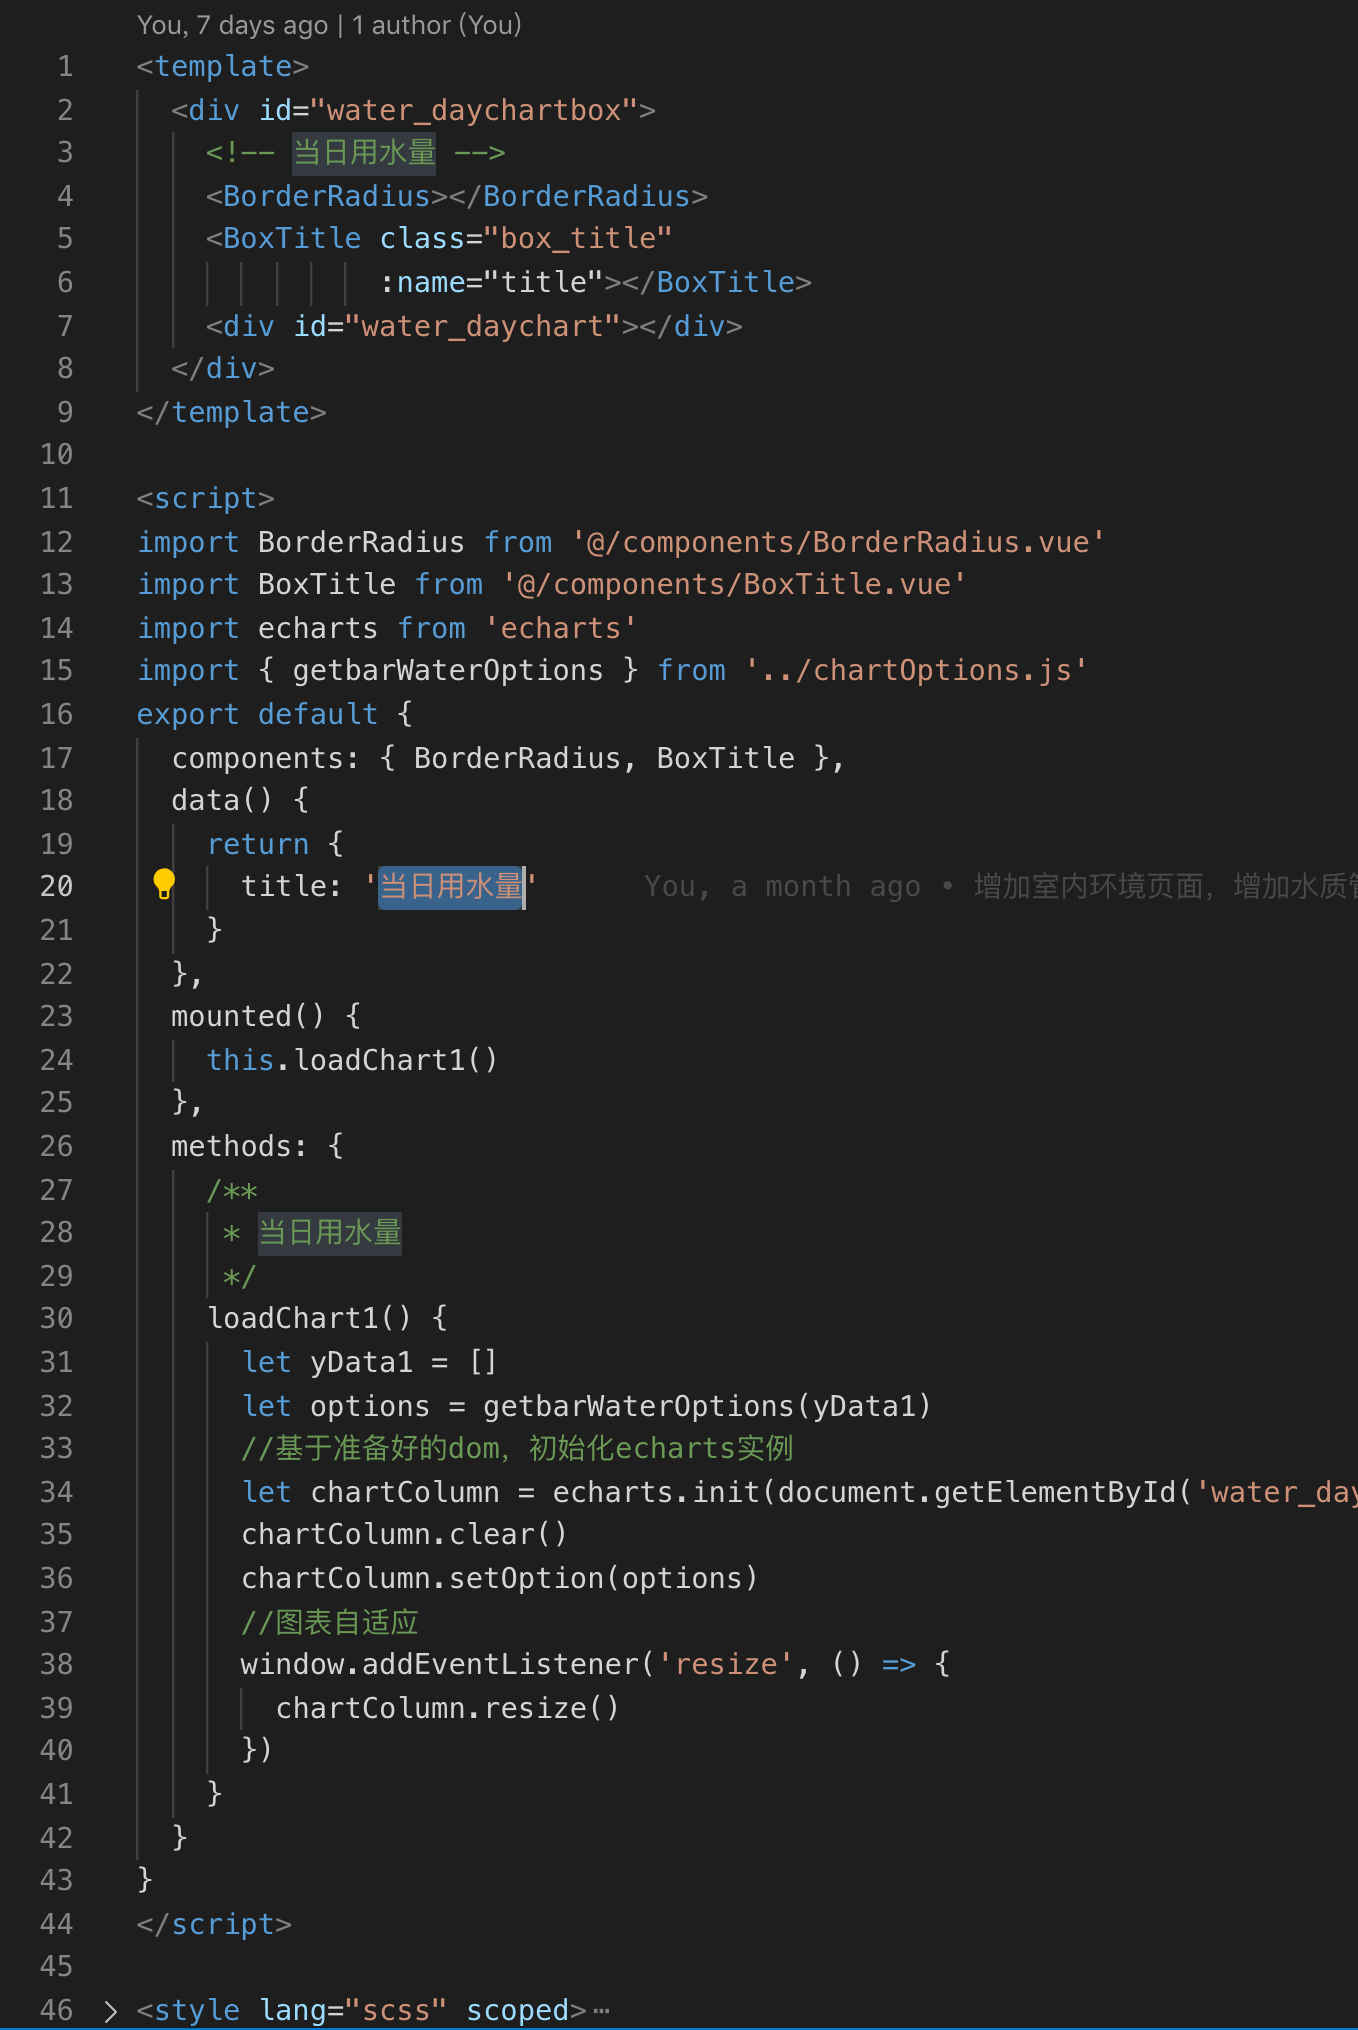 You, 7 days ago | 1 author (You)
1 <template>
2 <div id="water_daychartbox">
3 <!-- 当日用水量 -->
4 <BorderRadius></BorderRadius>
5 <BoxTitle class="box_title"
6 :name="title"></BoxTitle>
7 <div id="water_daychart"></div>
8 </div>
9 </template>
10
11 <script>
12 import BorderRadius from '@/components/BorderRadius.vue'
13 import BoxTitle from '@/components/BoxTitle.vue'
14 import echarts from 'echarts'
15 import { getbarWaterOptions } from '../chartOptions.js'
16 export default {
17 components: { BorderRadius, BoxTitle },
18 data() {
19 return {
20 title: '当日用水量' You, a month ago • 增加室内环境页面，增加水质管
21 }
22 },
23 mounted() {
24 this.loadChart1()
25 },
26 methods: {
27 /**
28 * 当日用水量
29 */
30 loadChart1() {
31 let yData1 = []
32 let options = getbarWaterOptions(yData1)
33 //基于准备好的dom，初始化echarts实例
34 let chartColumn = echarts.init(document.getElementById('water_day
35 chartColumn.clear()
36 chartColumn.setOption(options)
37 //图表自适应
38 window.addEventListener('resize', () => {
39 chartColumn.resize()
40 })
41 }
42 }
43 }
44 </script>
45
46 <style lang="scss" scoped>…